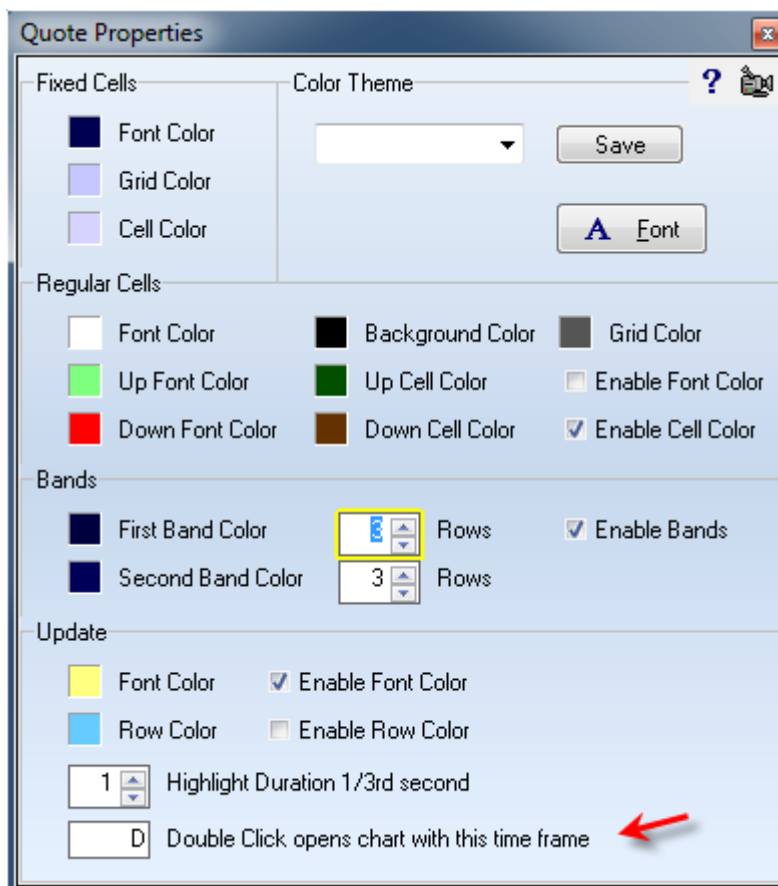 Quote Properties
Fixed Cells
Color Theme
?
Font Color
Grid Color
Cell Color
Save
A Font
Regular Cells
Font Color Background Color Grid Color
Up Font Color Up Cell Color Enable Font Color
Down Font Color Down Cell Color Enable Cell Color
Bands
First Band Color 3 Rows Enable Bands
Second Band Color 3 Rows
Update
Font Color Enable Font Color
Row Color Enable Row Color
1 Highlight Duration 1/3rd second
D Double Click opens chart with this time frame